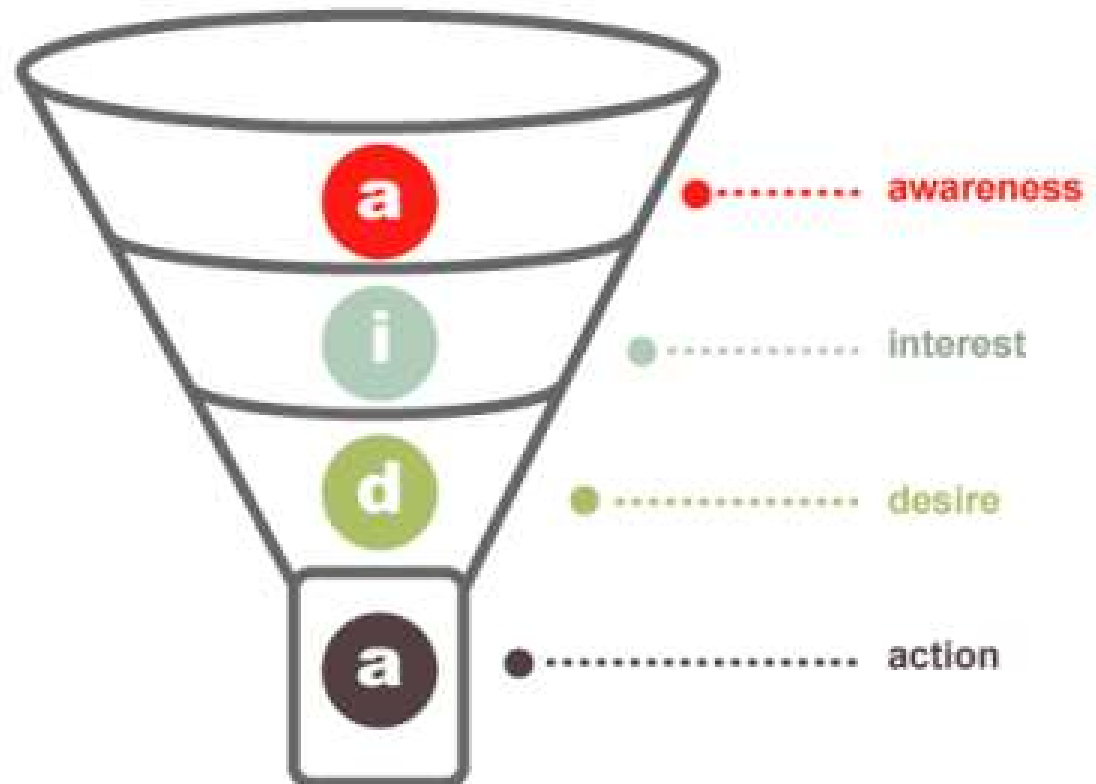 a
awareness
i
interest
d
desire
a
action